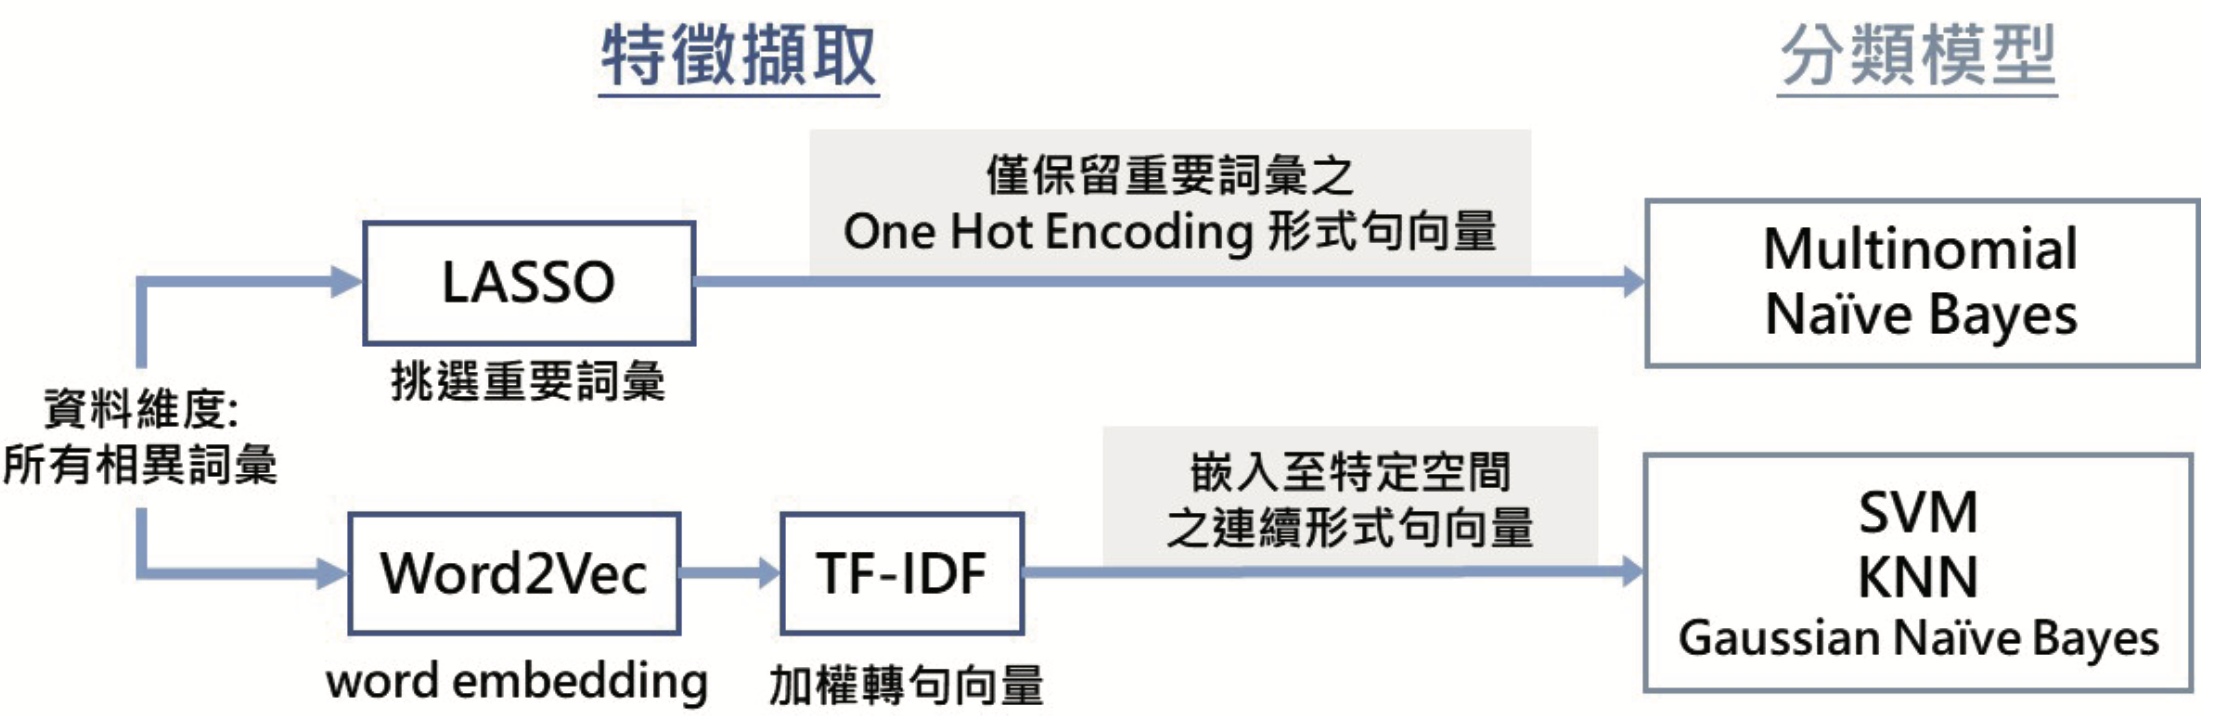 特徵擷取
分類模型
僅保留重要詞彙之
One Hot Encoding 形式句向量
LASSO
挑選重要詞彙
Multinomial
Naïve Bayes
資料維度:
所有相異詞彙
嵌入至特定空間
之連續形式句向量
Word2Vec
word embedding
TF-IDF
加權轉句向量
SVM
KNN
Gaussian Naïve Bayes